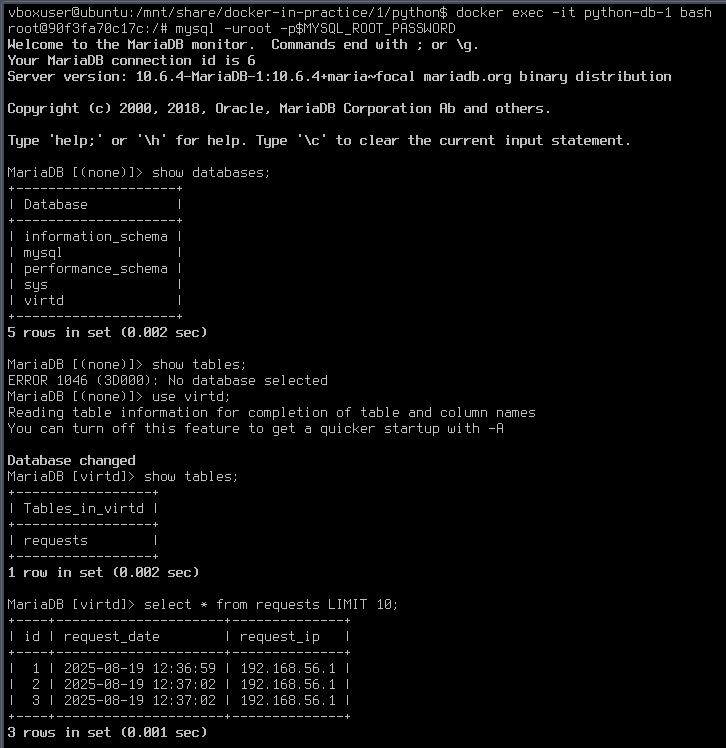 vboxuser@ubuntu:/mnt/share/docker-in-practice/1/python$ docker exec -it python-db-1 bash
root@90f3fa70c17c:/# mysql -uroot -p$MYSQL_ROOT_PASSWORD
Welcome to the MariaDB monitor.  Commands end with ; or \g.
Your MariaDB connection id is 6
Server version: 10.6.4-MariaDB-1:10.6.4+maria~focal mariadb.org binary distribution

Copyright (c) 2000, 2018, Oracle, MariaDB Corporation Ab and others.

Type 'help;' or '\h' for help. Type '\c' to clear the current input statement.

MariaDB [(none)]> show databases;
+--------------------+
| Database           |
+--------------------+
| information_schema |
| mysql              |
| performance_schema |
| sys                |
| virtd              |
+--------------------+
5 rows in set (0.002 sec)

MariaDB [(none)]> show tables;
ERROR 1046 (3D000): No database selected
MariaDB [(none)]> use virtd;
Reading table information for completion of table and column names
You can turn off this feature to get a quicker startup with -A

Database changed
MariaDB [virtd]> show tables;
+-----------------+
| Tables_in_virtd |
+-----------------+
| requests        |
+-----------------+
1 row in set (0.002 sec)

MariaDB [virtd]> select * from requests LIMIT 10;
+----+---------------------+--------------+
| id | request_date        | request_ip   |
+----+---------------------+--------------+
|  1 | 2025-08-19 12:36:59 | 192.168.56.1 |
|  2 | 2025-08-19 12:37:02 | 192.168.56.1 |
|  3 | 2025-08-19 12:37:02 | 192.168.56.1 |
+----+---------------------+--------------+
3 rows in set (0.001 sec)